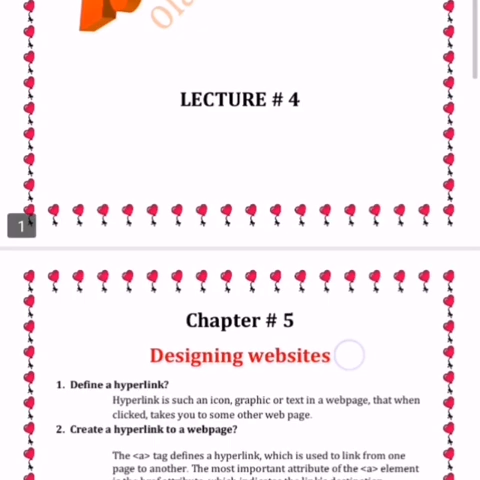 LECTURE # 4
1
Chapter # 5
Designing websites
1. Define a hyperlink?
Hyperlink is such an icon, graphic or text in a webpage, that when
clicked, takes you to some other web page.
2. Create a hyperlink to a webpage?
The <a> tag defines a hyperlink, which is used to link from one
page to another. The most important attribute of the <a> element